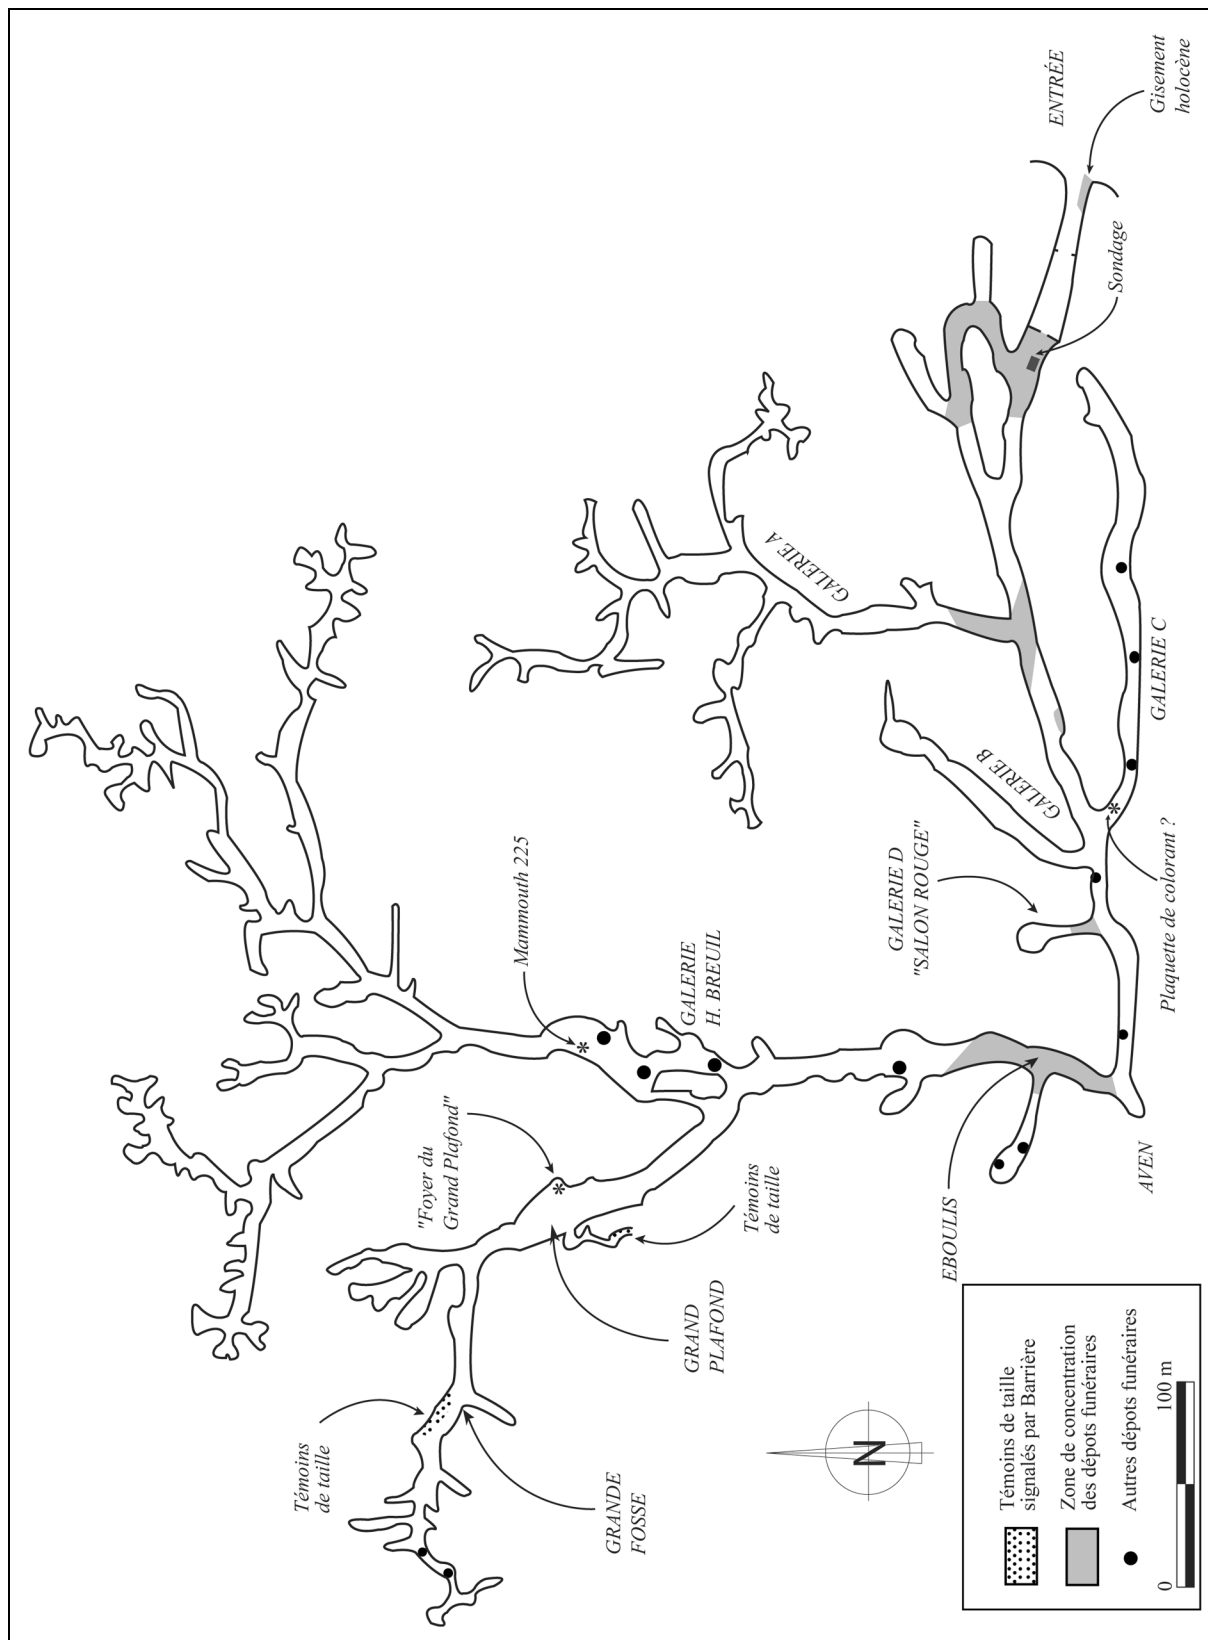 ENTRÉE
Gisement
holocène
Sondage
GALERIE A
GALERIE B
GALERIE C
Plaquette de colorant ?
GALERIE D
"SALON ROUGE"
Mammouth 225
GALERIE
H. BREUIL
"Foyer du
Grand Plafond"
Témoins
de taille
AVEN
EBOULIS
GRAND
PLAFOND
Témoins
de taille
GRANDE
FOSSE
N
Témoins de taille
signalés par Barrière
Zone de concentration
des dépots funéraires
Autres dépots funéraires
0 100 m